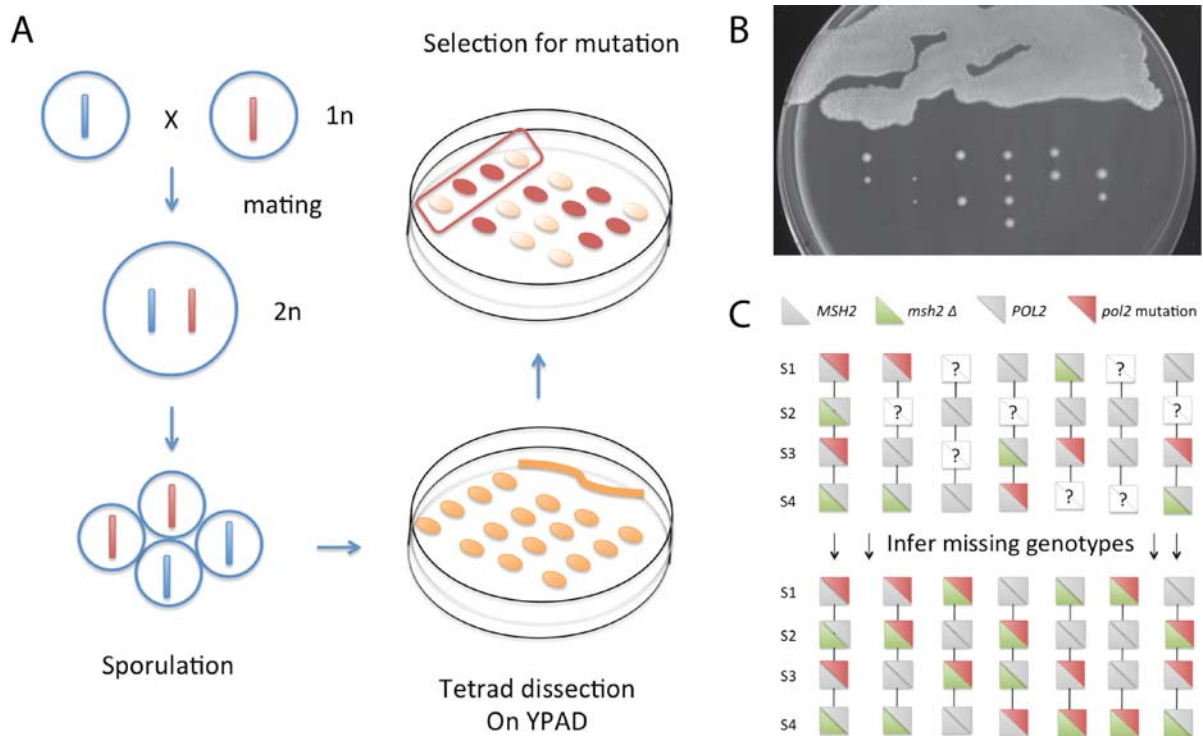 A
Selection for mutation
X
1n
mating
2n
Sporulation
Tetrad dissection
On YPAD
B
C
MSH2
msh2 Δ
POL2
pol2 mutation
S1
?
?
S2
?
?
?
S3
?
S4
?
?
Infer missing genotypes
S1
S2
S3
S4